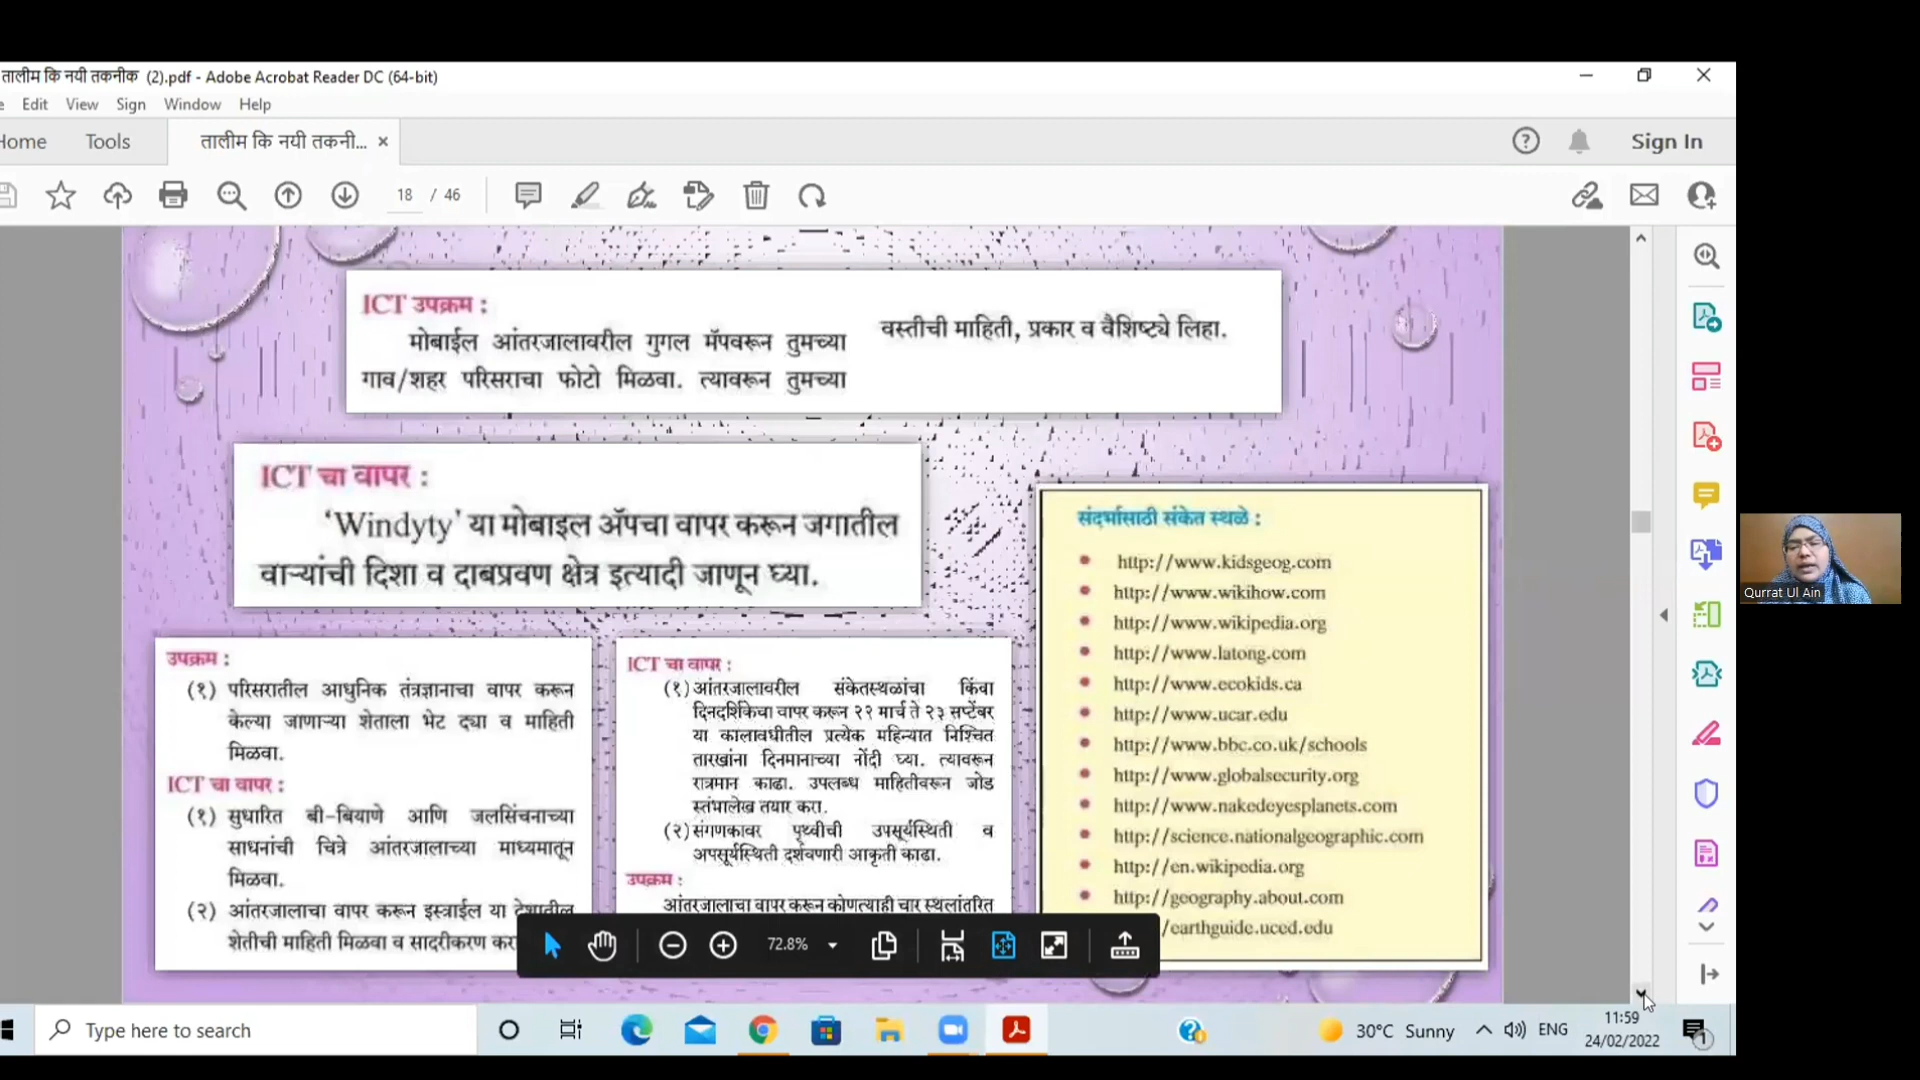 तालीम कि नयी तकनीक (2).pdf - Adobe Acrobat Reader DC (64-bit)
Edit View Sign Window Help
Tools
तालीम कि नयी तकनी...
Sign In
18 / 46
ICT उपक्रम :
मोबाईल आंतरजालावरील गुगल मॅपवरून तुमच्या
गाव/शहर परिसराचा फोटो मिळवा. त्यावरून तुमच्या
वस्तीची माहिती, प्रकार व वैशिष्ट्ये लिहा.
ICT चा वापर :
‘Windyty’ या मोबाइल ॲपचा वापर करून जगातील
वाऱ्यांची दिशा व दाबप्रवण क्षेत्र इत्यादी जाणून घ्या.
उपक्रम :
(१) परिसरातील आधुनिक तंत्रज्ञानाचा वापर करून
केल्या जाणाऱ्या शेताला भेट द्या व माहिती
मिळवा.
ICT चा वापर :
(१) सुधारित बी-बियाणे आणि जलसिंचनाच्या
साधनांची चित्रे आंतरजालाच्या माध्यमातून
मिळवा.
(२) आंतरजालाचा वापर करून इस्त्राईल या देशातील
शेतीची माहिती मिळवा व सादरीकरण
ICT चा वापर :
(१) आंतरजालावरील संकेतस्थळांचा किंवा
दिनदर्शिकेचा वापर करून २२ मार्च ते २३ सप्टेंबर
या कालावधीतील प्रत्येक महिन्यात निश्चित
तारखांना दिनमानाच्या नोंदी घ्या. त्यावरून
रात्रमान काढा. उपलब्ध माहितीवरून जोड
स्तंभालेख तयार करा.
(२) संगणकावर पृथ्वीची उपसूर्यस्थिती व
अपसूर्यस्थिती दर्शवणारी आकृती काढा.
उपक्रम :
आंतरजालाचा वापर करून कोणत्याही चार स्थलांतरित
संदर्भासाठी संकेत स्थळे :
http://www.kidsgeog.com
http://www.wikihow.com
http://www.wikipedia.org
http://www.latong.com
http://www.ecokids.ca
http://www.ucar.edu
http://www.bbc.co.uk/schools
http://www.globalsecurity.org
http://www.nakedeyesplanets.com
http://science.nationalgeographic.com
http://en.wikipedia.org
http://geography.about.com
/earthguide.uced.edu
72.8%
Qurrat Ul Ain
Type here to search
30°C Sunny
ENG
11:59
24/02/2022
1